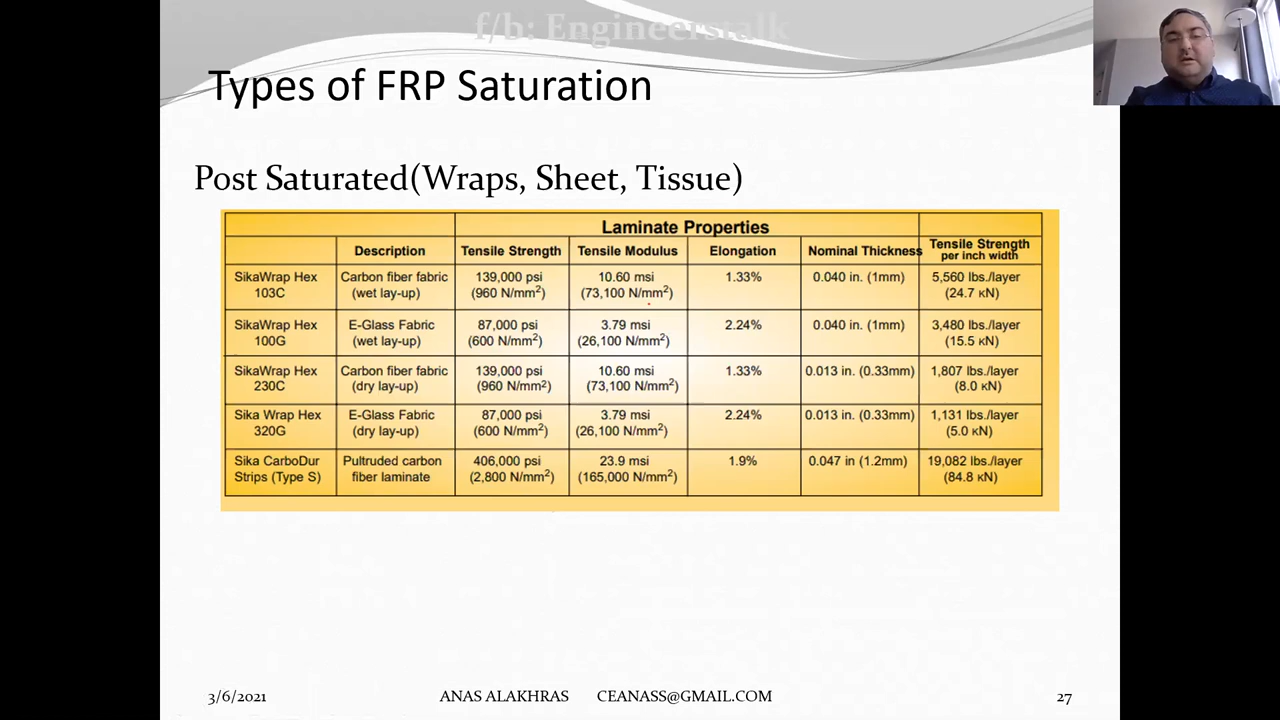 f/b: Engineerstalk
Types of FRP Saturation
Post Saturated(Wraps, Sheet, Tissue)
Laminate Properties
Description Tensile Strength Tensile Modulus Elongation Nominal Thickness Tensile Strength per inch width
SikaWrap Hex 103C Carbon fiber fabric (wet lay-up) 139,000 psi (960 N/mm²) 10.60 msi (73,100 N/mm²) 1.33% 0.040 in. (1mm) 5,560 lbs./layer (24.7 κN)
SikaWrap Hex 100G E-Glass Fabric (wet lay-up) 87,000 psi (600 N/mm²) 3.79 msi (26,100 N/mm²) 2.24% 0.040 in. (1mm) 3,480 lbs./layer (15.5 κN)
SikaWrap Hex 230C Carbon fiber fabric (dry lay-up) 139,000 psi (960 N/mm²) 10.60 msi (73,100 N/mm²) 1.33% 0.013 in. (0.33mm) 1,807 lbs./layer (8.0 κN)
Sika Wrap Hex 320G E-Glass Fabric (dry lay-up) 87,000 psi (600 N/mm²) 3.79 msi (26,100 N/mm²) 2.24% 0.013 in. (0.33mm) 1,131 lbs./layer (5.0 κN)
Sika CarboDur Strips (Type S) Pultruded carbon fiber laminate 406,000 psi (2,800 N/mm²) 23.9 msi (165,000 N/mm²) 1.9% 0.047 in (1.2mm) 19,082 lbs./layer (84.8 κN)
3/6/2021 ANAS ALAKHRAS CEANASS@GMAIL.COM 27